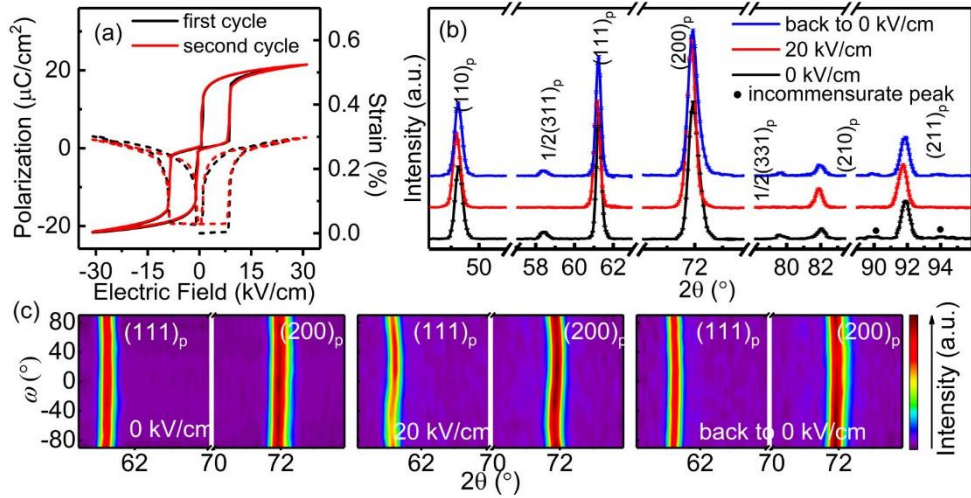 (a)
first cycle
second cycle
Polarization (μC/cm²)
20
0
-20
0.6
0.4
0.2
0.0
Strain (%)
-30 -15 0 15 30
Electric Field (kV/cm)
(b)
back to 0 kV/cm
20 kV/cm
0 kV/cm
incommensurate peak
Intensity (a.u.)
(110)ₚ
1/2(311)ₚ
(111)ₚ
(200)ₚ
1/2(331)ₚ
(210)ₚ
(211)ₚ
50 58 60 62 72 80 82 90 92 94
2θ (°)
(c)
ω (°)
80
40
0
-40
-80
(111)ₚ (200)ₚ
0 kV/cm
(111)ₚ (200)ₚ
20 kV/cm
(111)ₚ (200)ₚ
back to 0 kV/cm
62 70 72 62 70 72 62 70 72
2θ (°)
Intensity (a.u.)